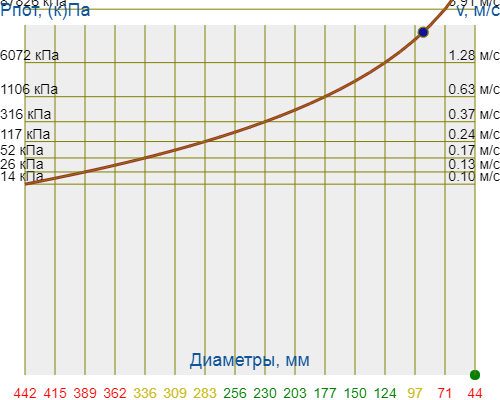 Pпот, (к)Па v, м/с
6072 кПа 1.28 м/с
1106 кПа 0.63 м/с
316 кПа 0.37 м/с
117 кПа 0.24 м/с
52 кПа 0.17 м/с
26 кПа 0.13 м/с
14 кПа 0.10 м/с
Диаметры, мм
442 415 389 362 336 309 283 256 230 203 177 150 124 97 71 44